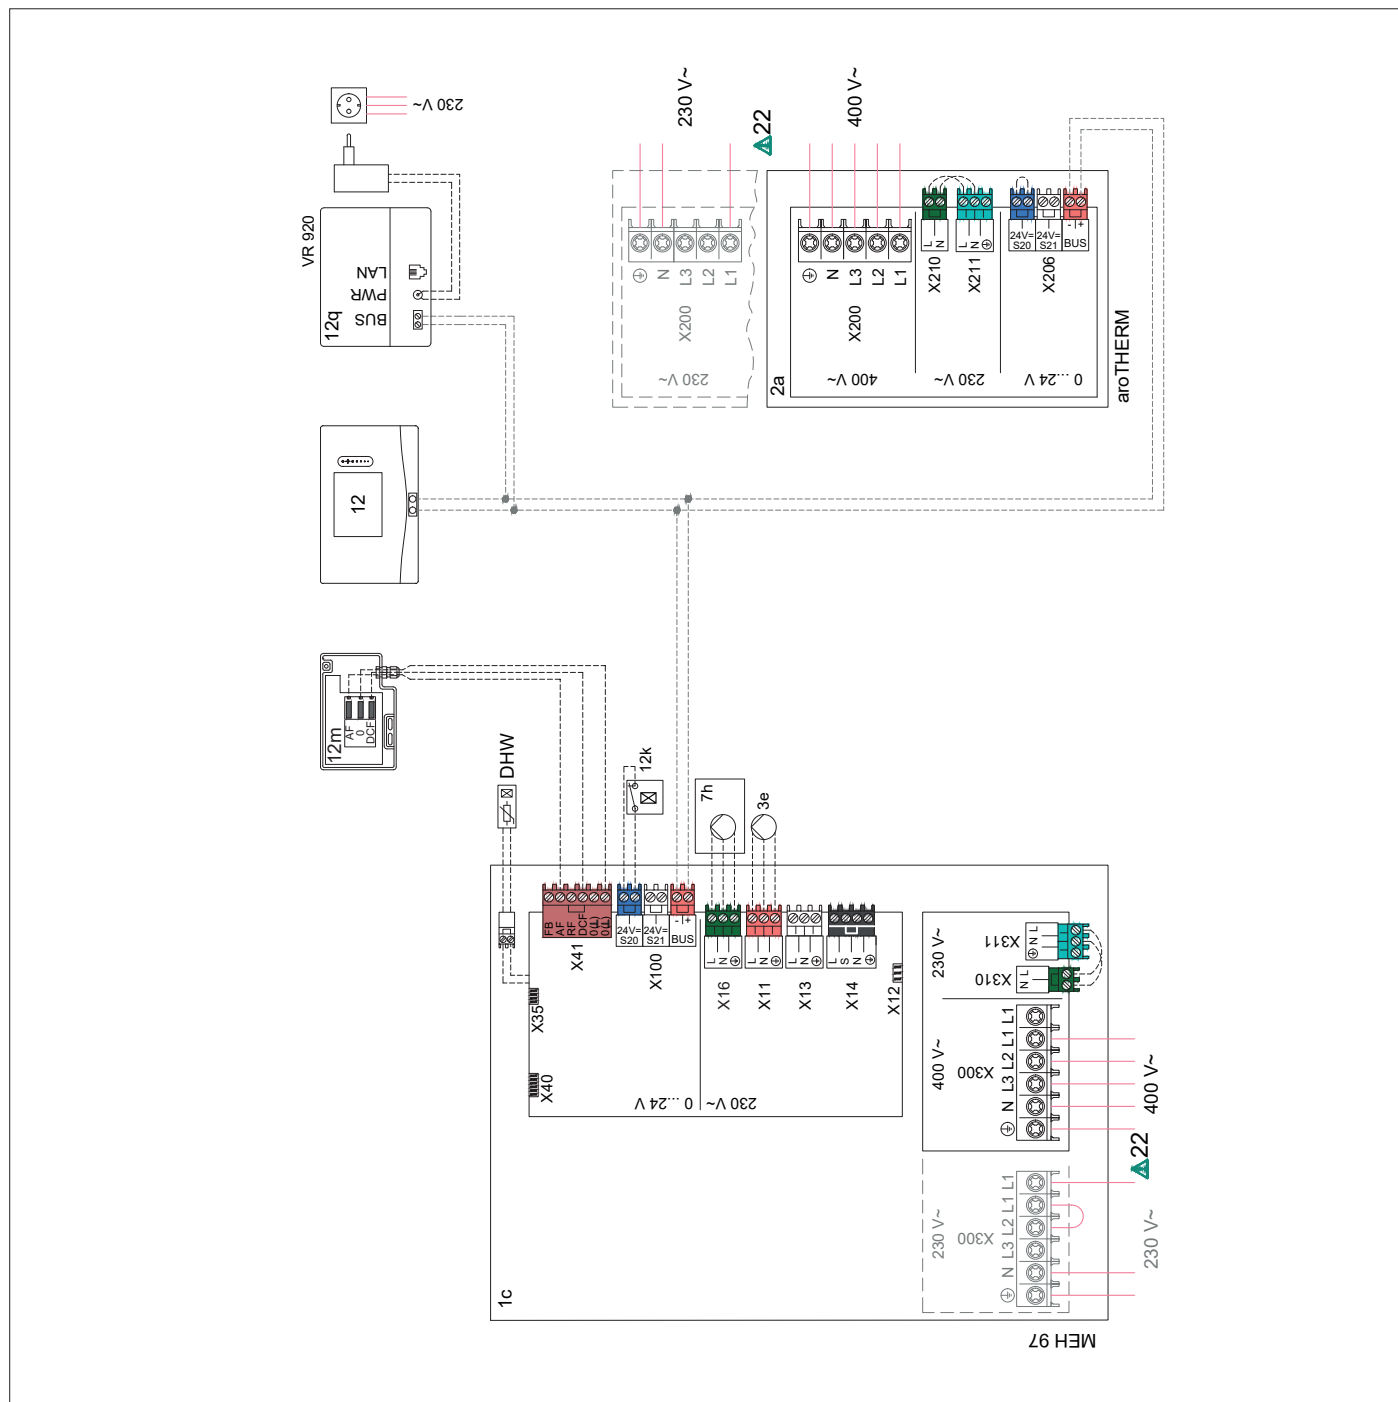 230 V~
VR 920
LAN
PWR
BUS
12q
12
12m
AF
0
DCF
DHW
12k
7h
3e
230 V~
22
400 V~
N
L3
L2
L1
X200
230 V~
2a
N
L3
L2
L1
X200
400 V~
L
N
X210
L
N
X211
230 V~
24V=
S20
24V=
S21
- +
BUS
X206
0 ...24 V
aroTHERM
1c
X35
X40
FB
AF
RF
DCF
0(⊥)
0(⊥)
X41
24V=
S20
24V=
S21
- +
BUS
X100
0 ...24 V
230 V~
L
N
X16
L
N
X11
L
N
X13
L
S
N
X14
X12
230 V~
X311
N L
X310
N L
400 V~
X300
N L3 L2 L1 L1
400 V~
22
230 V~
X300
N L3 L2 L1 L1
230 V~
MEH 97